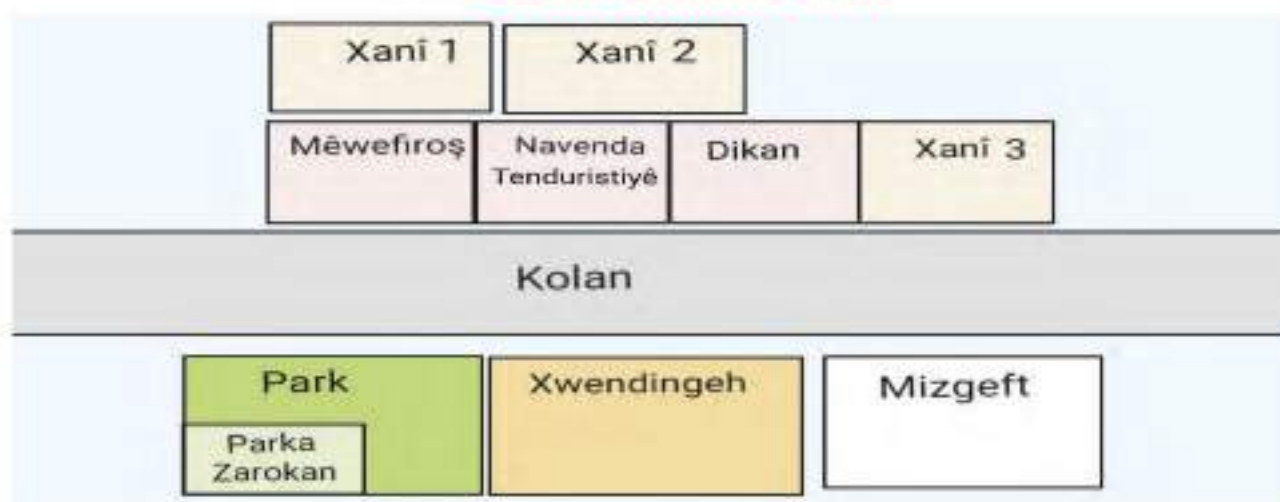 Xanî 1
Xanî 2
Mêwefiroş
Navenda
Tenduristiyê
Dikan
Xanî 3
Kolan
Park
Parka
Zarokan
Xwendingeh
Mizgeft